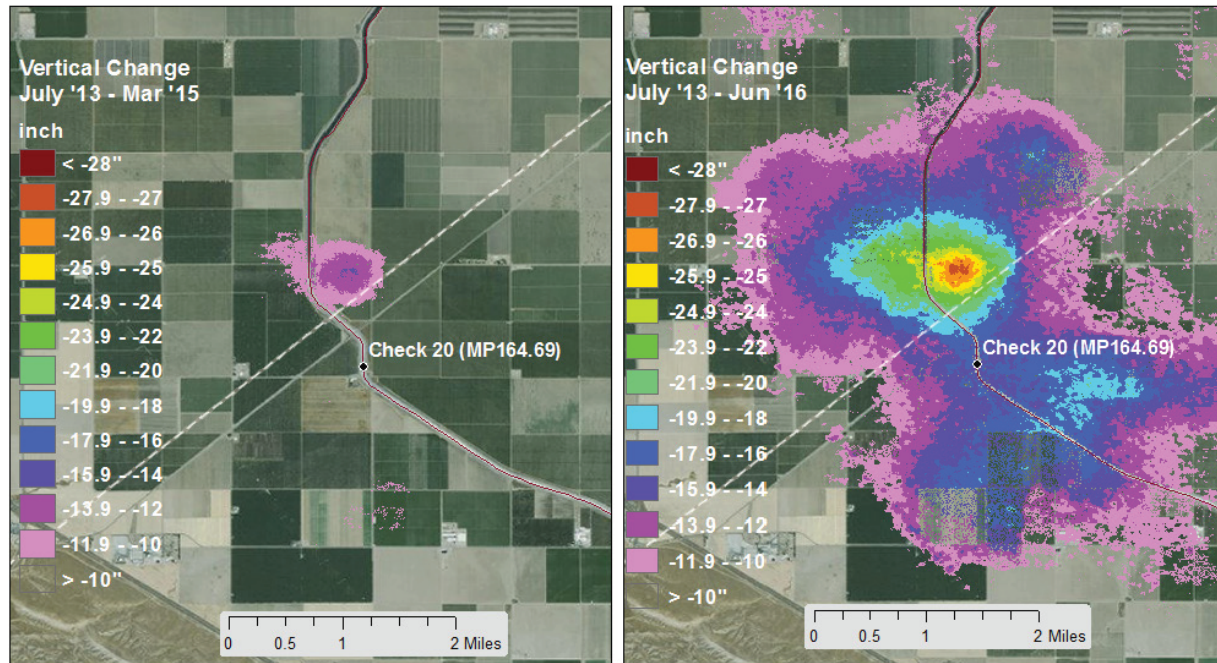 Vertical Change
July '13 - Mar '15
inch
< -28"
-27.9 - -27
-26.9 - -26
-25.9 - -25
-24.9 - -24
-23.9 - -22
-21.9 - -20
-19.9 - -18
-17.9 - -16
-15.9 - -14
-13.9 - -12
-11.9 - -10
> -10"
Check 20 (MP164.69)
0 0.5 1 2 Miles
Vertical Change
July '13 - Jun '16
inch
< -28"
-27.9 - -27
-26.9 - -26
-25.9 - -25
-24.9 - -24
-23.9 - -22
-21.9 - -20
-19.9 - -18
-17.9 - -16
-15.9 - -14
-13.9 - -12
-11.9 - -10
> -10"
Check 20 (MP164.69)
0 0.5 1 2 Miles